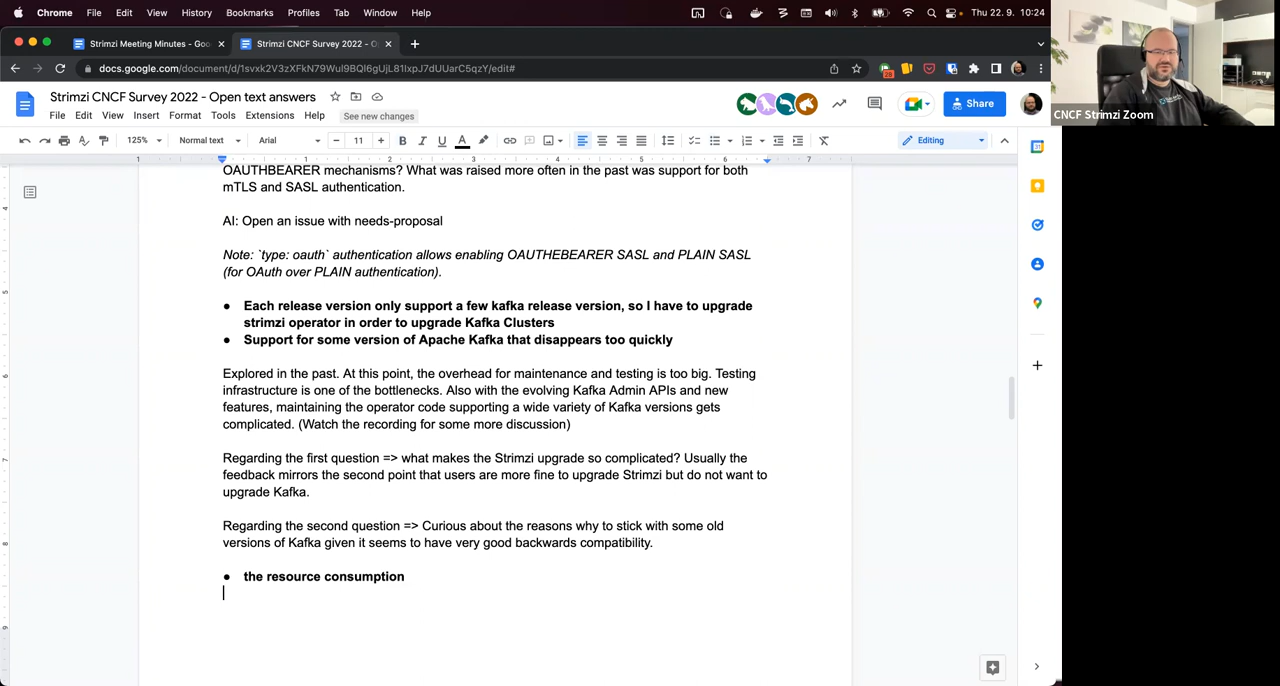 Chrome File Edit View History Bookmarks Profiles Tab Window Help Thu 22. 9. 10:24
Strimzi Meeting Minutes - Goo Strimzi CNCF Survey 2022 - O
docs.google.com/document/d/1svxk2V3zXFkN79Wul9BQI6gUjL81lxpJ7dUUarC5qzY/edit#
28
Strimzi CNCF Survey 2022 - Open text answers
Share
CNCF Strimzi Zoom
File Edit View Insert Format Tools Extensions Help See new changes
125% Normal text Arial 11 Editing
1 1 2 3 4 5 6 7
OAUTHBEARER mechanisms? What was raised more often in the past was support for both
mTLS and SASL authentication.
AI: Open an issue with needs-proposal
Note: `type: oauth` authentication allows enabling OAUTHEBEARER SASL and PLAIN SASL
(for OAuth over PLAIN authentication).
● Each release version only support a few kafka release version, so I have to upgrade
strimzi operator in order to upgrade Kafka Clusters
● Support for some version of Apache Kafka that disappears too quickly
Explored in the past. At this point, the overhead for maintenance and testing is too big. Testing
infrastructure is one of the bottlenecks. Also with the evolving Kafka Admin APIs and new
features, maintaining the operator code supporting a wide variety of Kafka versions gets
complicated. (Watch the recording for some more discussion)
Regarding the first question => what makes the Strimzi upgrade so complicated? Usually the
feedback mirrors the second point that users are more fine to upgrade Strimzi but do not want to
upgrade Kafka.
Regarding the second question => Curious about the reasons why to stick with some old
versions of Kafka given it seems to have very good backwards compatibility.
● the resource consumption